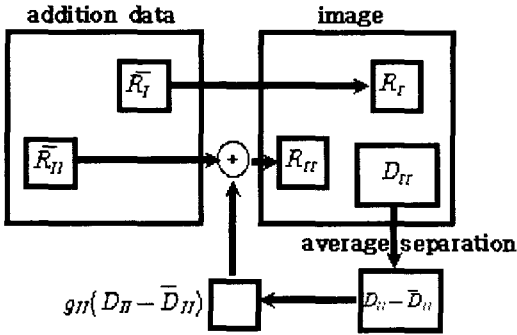 addition data
image
R̄_I
R_I
R̄_II
+
R_II
D_II
average separation
g_II(D_II − D̄_II)
D_II − D̄_II